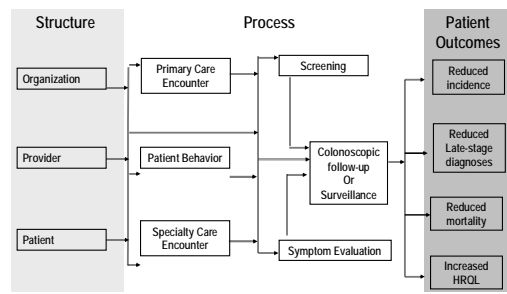 Structure
Process
Patient
Outcomes
Organization
Provider
Patient
Primary Care
Encounter
Patient Behavior
Specialty Care
Encounter
Screening
Colonoscopic
follow-up
Or
Surveillance
Symptom Evaluation
Reduced
incidence
Reduced
Late-stage
diagnoses
Reduced
mortality
Increased
HRQL